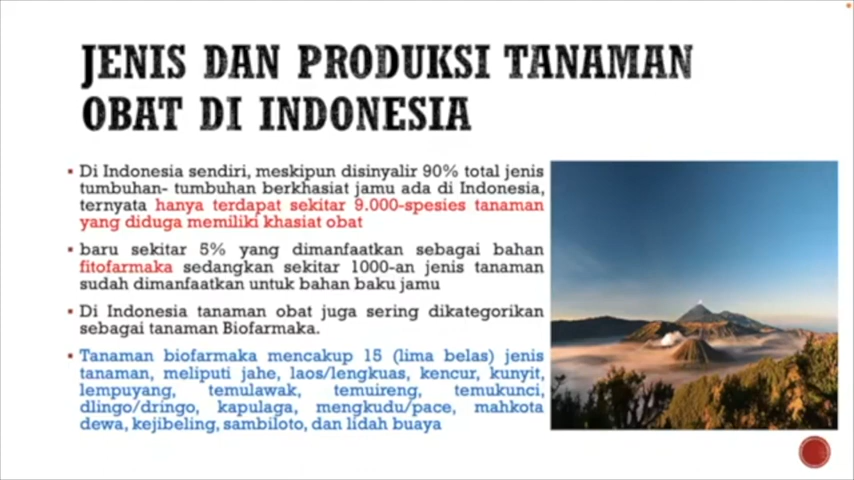 JENIS DAN PRODUKSI TANAMAN
OBAT DI INDONESIA
▪ Di Indonesia sendiri, meskipun disinyalir 90% total jenis
tumbuhan- tumbuhan berkhasiat jamu ada di Indonesia,
ternyata hanya terdapat sekitar 9.000-spesies tanaman
yang diduga memiliki khasiat obat
▪ baru sekitar 5% yang dimanfaatkan sebagai bahan
fitofarmaka sedangkan sekitar 1000-an jenis tanaman
sudah dimanfaatkan untuk bahan baku jamu
▪ Di Indonesia tanaman obat juga sering dikategorikan
sebagai tanaman Biofarmaka.
▪ Tanaman biofarmaka mencakup 15 (lima belas) jenis
tanaman, meliputi jahe, laos/lengkuas, kencur, kunyit,
lempuyang, temulawak, temuireng, temukunci,
dlingo/dringo, kapulaga, mengkudu/pace, mahkota
dewa, kejibeling, sambiloto, dan lidah buaya